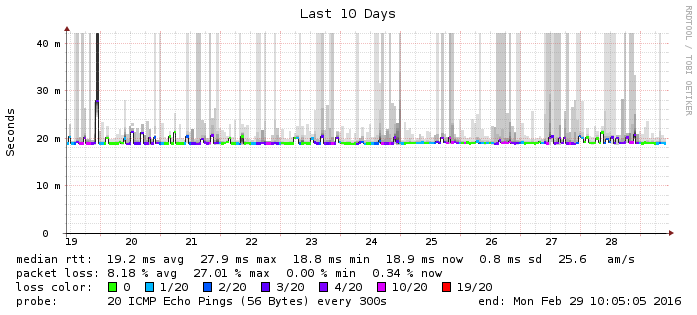 Last 10 Days
RRDTOOL / TOBI OETIKER
Seconds
40 m
30 m
20 m
10 m
0
19 20 21 22 23 24 25 26 27 28
median rtt: 19.2 ms avg 27.9 ms max 18.8 ms min 18.9 ms now 0.8 ms sd 25.6 am/s
packet loss: 8.18 % avg 27.01 % max 0.00 % min 0.34 % now
loss color: 0 1/20 2/20 3/20 4/20 10/20 19/20
probe: 20 ICMP Echo Pings (56 Bytes) every 300s end: Mon Feb 29 10:05:05 2016